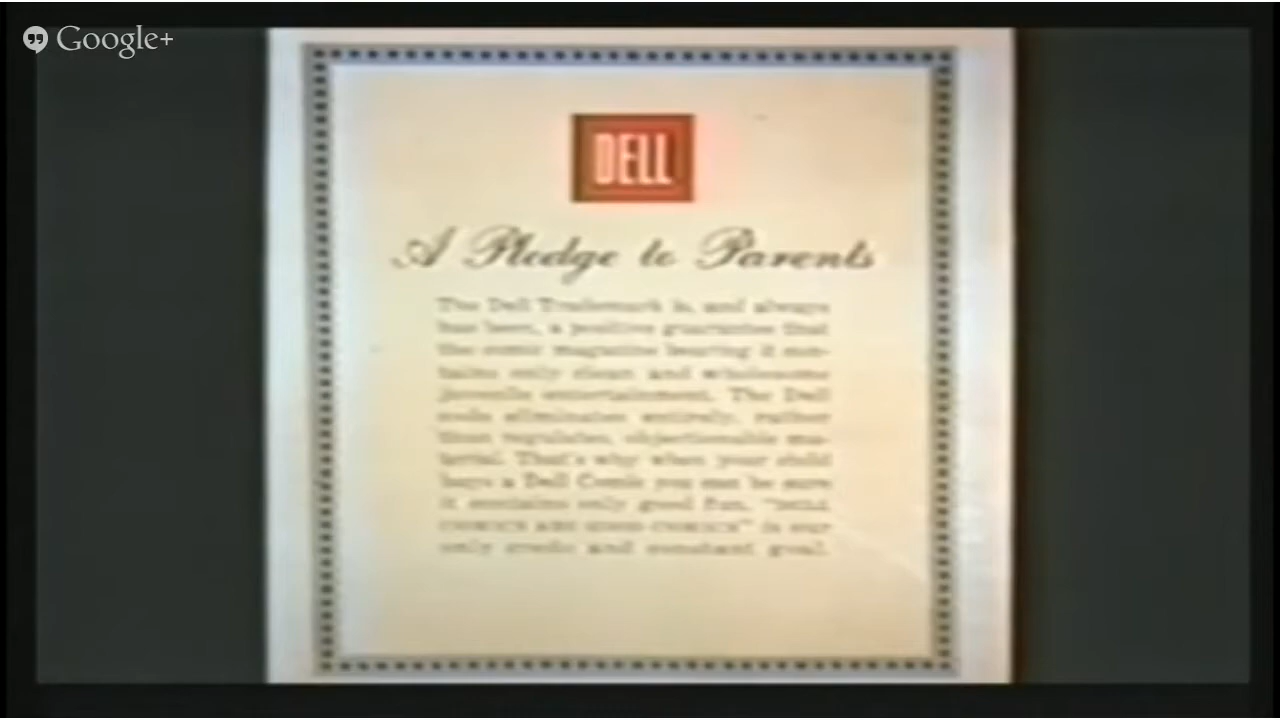 Google+
DELL
A Pledge to Parents
The Dell Trademark is, and always
has been, a positive guarantee that
the comic magazine bearing it con-
tains only clean and wholesome
juvenile entertainment. The Dell
code eliminates entirely, rather
than regulates, objectionable ma-
terial. That's why when your child
buys a Dell Comic you can be sure
it contains only good fun. "DELL
COMICS ARE GOOD COMICS" is our
only credo and constant goal.